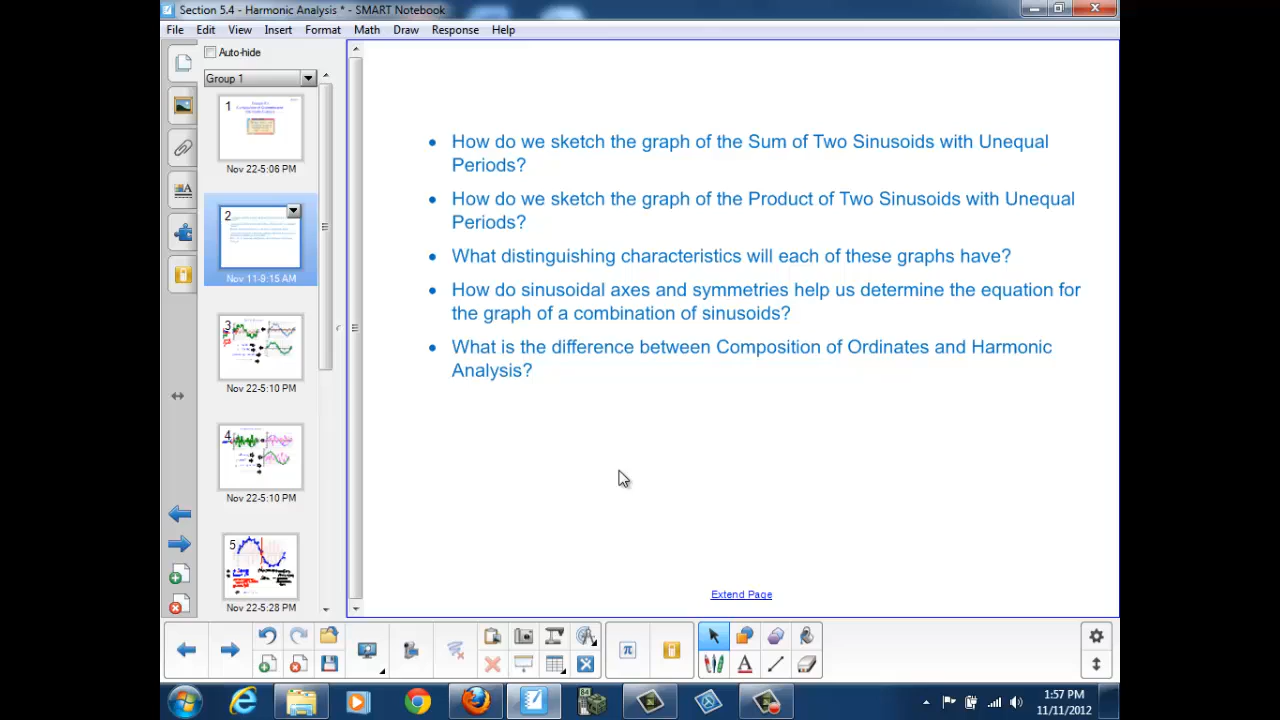 Section 5.4 - Harmonic Analysis * - SMART Notebook
File Edit View Insert Format Math Draw Response Help
Auto-hide
Group 1
1
Nov 22-5:06 PM
2
Nov 11-9:15 AM
3
Nov 22-5:10 PM
4
Nov 22-5:10 PM
5
Nov 22-5:28 PM
• How do we sketch the graph of the Sum of Two Sinusoids with Unequal
Periods?
• How do we sketch the graph of the Product of Two Sinusoids with Unequal
Periods?
• What distinguishing characteristics will each of these graphs have?
• How do sinusoidal axes and symmetries help us determine the equation for
the graph of a combination of sinusoids?
• What is the difference between Composition of Ordinates and Harmonic
Analysis?
Extend Page
1:57 PM
11/11/2012